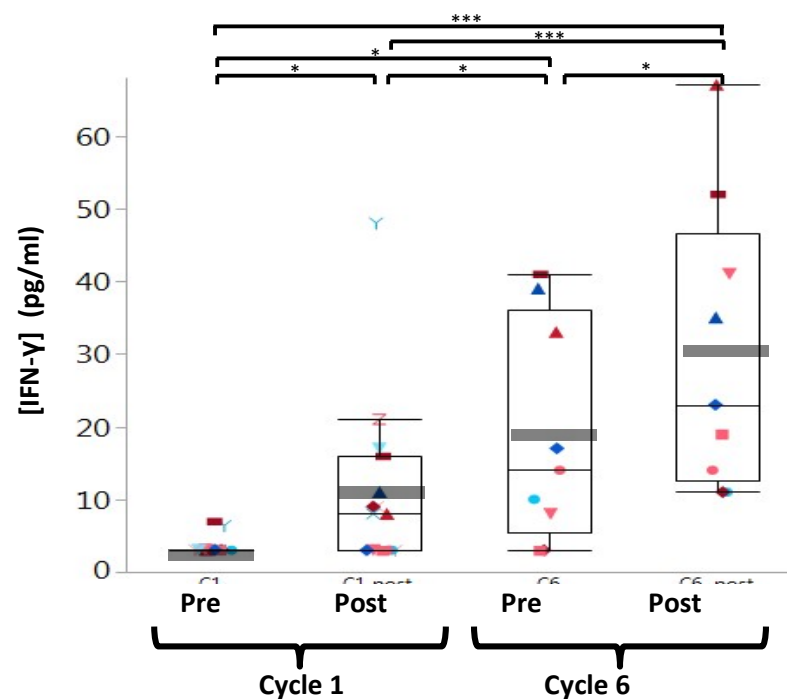 ***
***
*
* * *
[IFN-γ] (pg/ml)
60
50
40
30
20
10
0
Pre Post Pre Post
Cycle 1 Cycle 6